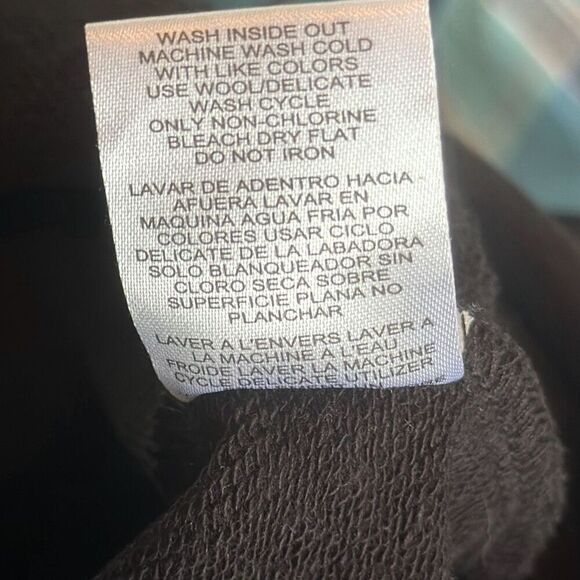 WASH INSIDE OUT
MACHINE WASH COLD
WITH LIKE COLORS
USE WOOL/DELICATE
WASH CYCLE
ONLY NON-CHLORINE
BLEACH DRY FLAT
DO NOT IRON
LAVAR DE ADENTRO HACIA
AFUERA LAVAR EN
MAQUINA AGUA FRIA POR
COLORES USAR CICLO
DELICATE DE LA LABADORA
SOLO BLANQUEADOR SIN
CLORO SECA SOBRE
SUPERFICIE PLANA NO
PLANCHAR
LAVER A L'ENVERS LAVER A
LA MACHINE A L'EAU
FROIDE LAVER LA MACHINE
CYCLE DELICATE UTILIZER